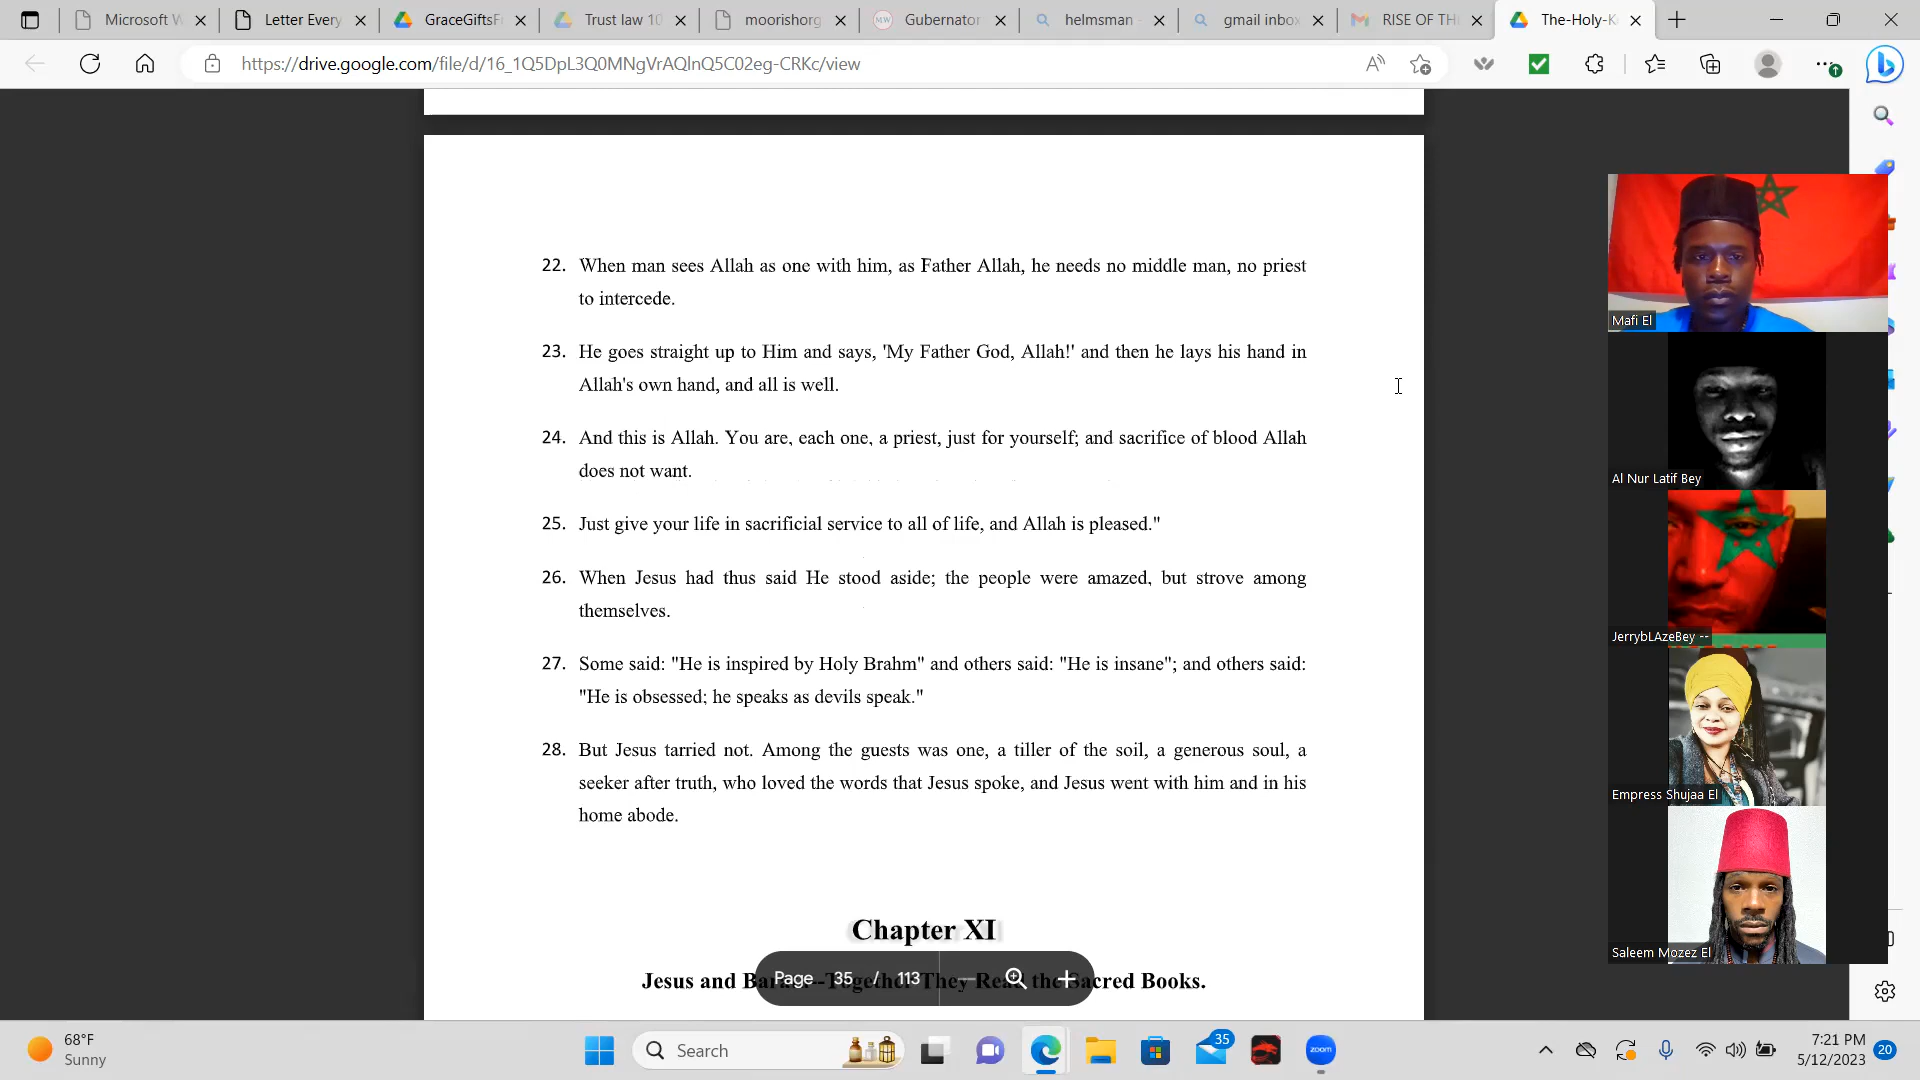 Microsoft W
Letter Every
GraceGiftsF
Trust law 10
moorishorg
Gubernator
helmsman
gmail inbo
RISE OF TH
The-Holy-K
https://drive.google.com/file/d/16_1Q5DpL3Q0MNgVrAQlnQ5C02eg-CRKc/view
22. When man sees Allah as one with him, as Father Allah, he needs no middle man, no priest
to intercede.
23. He goes straight up to Him and says, 'My Father God, Allah!' and then he lays his hand in
Allah's own hand, and all is well.
24. And this is Allah. You are, each one, a priest, just for yourself; and sacrifice of blood Allah
does not want.
25. Just give your life in sacrificial service to all of life, and Allah is pleased."
26. When Jesus had thus said He stood aside; the people were amazed, but strove among
themselves.
27. Some said: "He is inspired by Holy Brahm" and others said: "He is insane"; and others said:
"He is obsessed; he speaks as devils speak."
28. But Jesus tarried not. Among the guests was one, a tiller of the soil, a generous soul, a
seeker after truth, who loved the words that Jesus spoke, and Jesus went with him and in his
home abode.
Chapter XI
Jesus and Bara--Together They Read the Sacred Books.
Page 35 / 113
Mafi El
Al Nur Latif Bey
JerrybLAzeBey --
Empress Shujaa El
Saleem Mozez El
68°F
Sunny
Search
35
zoom
7:21 PM
5/12/2023
20